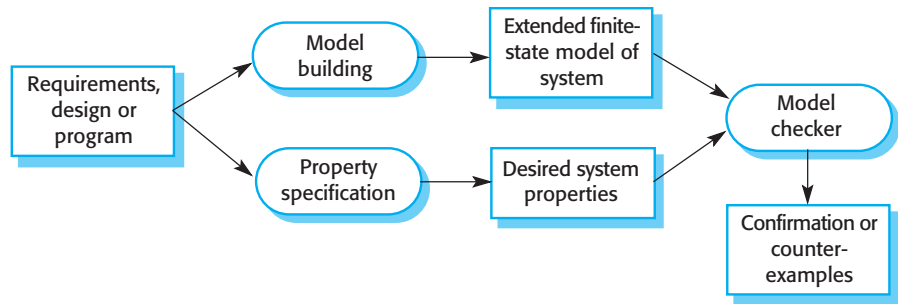 Requirements,
design or
program
Model
building
Extended finite-
state model of
system
Property
specification
Desired system
properties
Model
checker
Confirmation or
counter-
examples